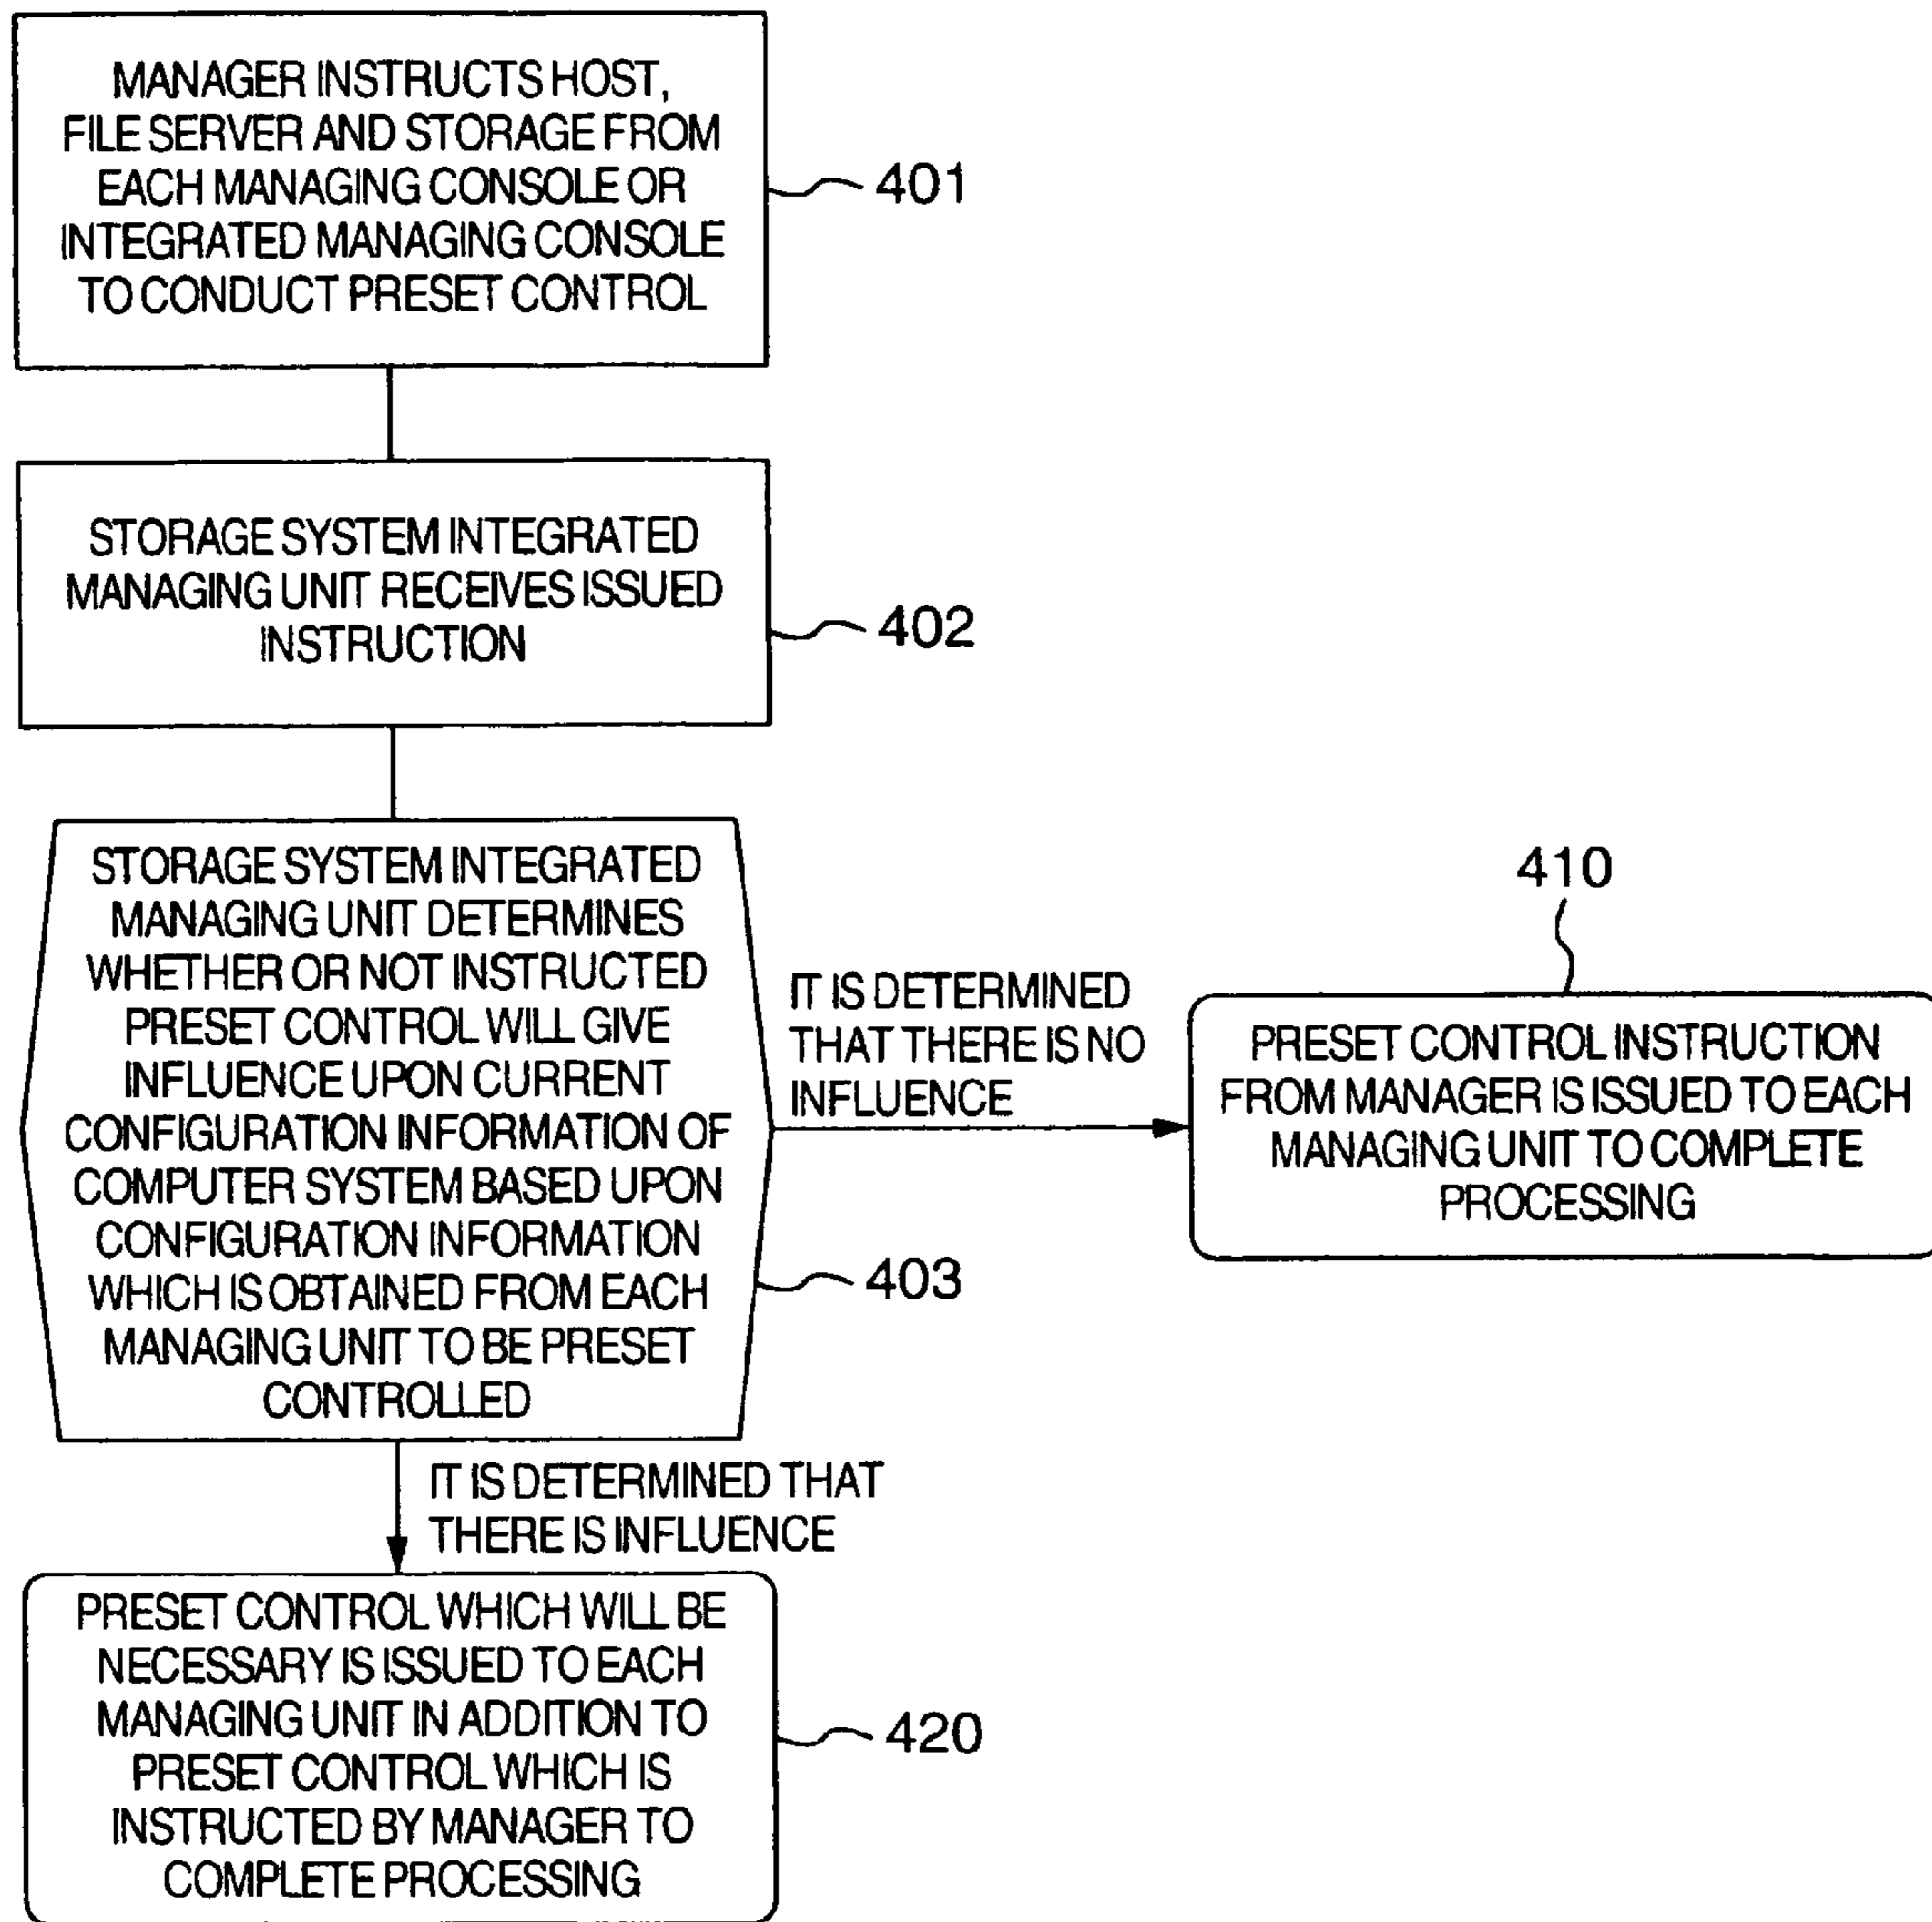 MANAGER INSTRUCTS HOST,
FILE SERVER AND STORAGE FROM
EACH MANAGING CONSOLE OR
INTEGRATED MANAGING CONSOLE
TO CONDUCT PRESET CONTROL
401
STORAGE SYSTEM INTEGRATED
MANAGING UNIT RECEIVES ISSUED
INSTRUCTION
402
STORAGE SYSTEM INTEGRATED
MANAGING UNIT DETERMINES
WHETHER OR NOT INSTRUCTED
PRESET CONTROL WILL GIVE
INFLUENCE UPON CURRENT
CONFIGURATION INFORMATION OF
COMPUTER SYSTEM BASED UPON
CONFIGURATION INFORMATION
WHICH IS OBTAINED FROM EACH
MANAGING UNIT TO BE PRESET
CONTROLLED
403
IT IS DETERMINED
THAT THERE IS NO
INFLUENCE
410
PRESET CONTROL INSTRUCTION
FROM MANAGER IS ISSUED TO EACH
MANAGING UNIT TO COMPLETE
PROCESSING
IT IS DETERMINED THAT
THERE IS INFLUENCE
PRESET CONTROL WHICH WILL BE
NECESSARY IS ISSUED TO EACH
MANAGING UNIT IN ADDITION TO
PRESET CONTROL WHICH IS
INSTRUCTED BY MANAGER TO
COMPLETE PROCESSING
420